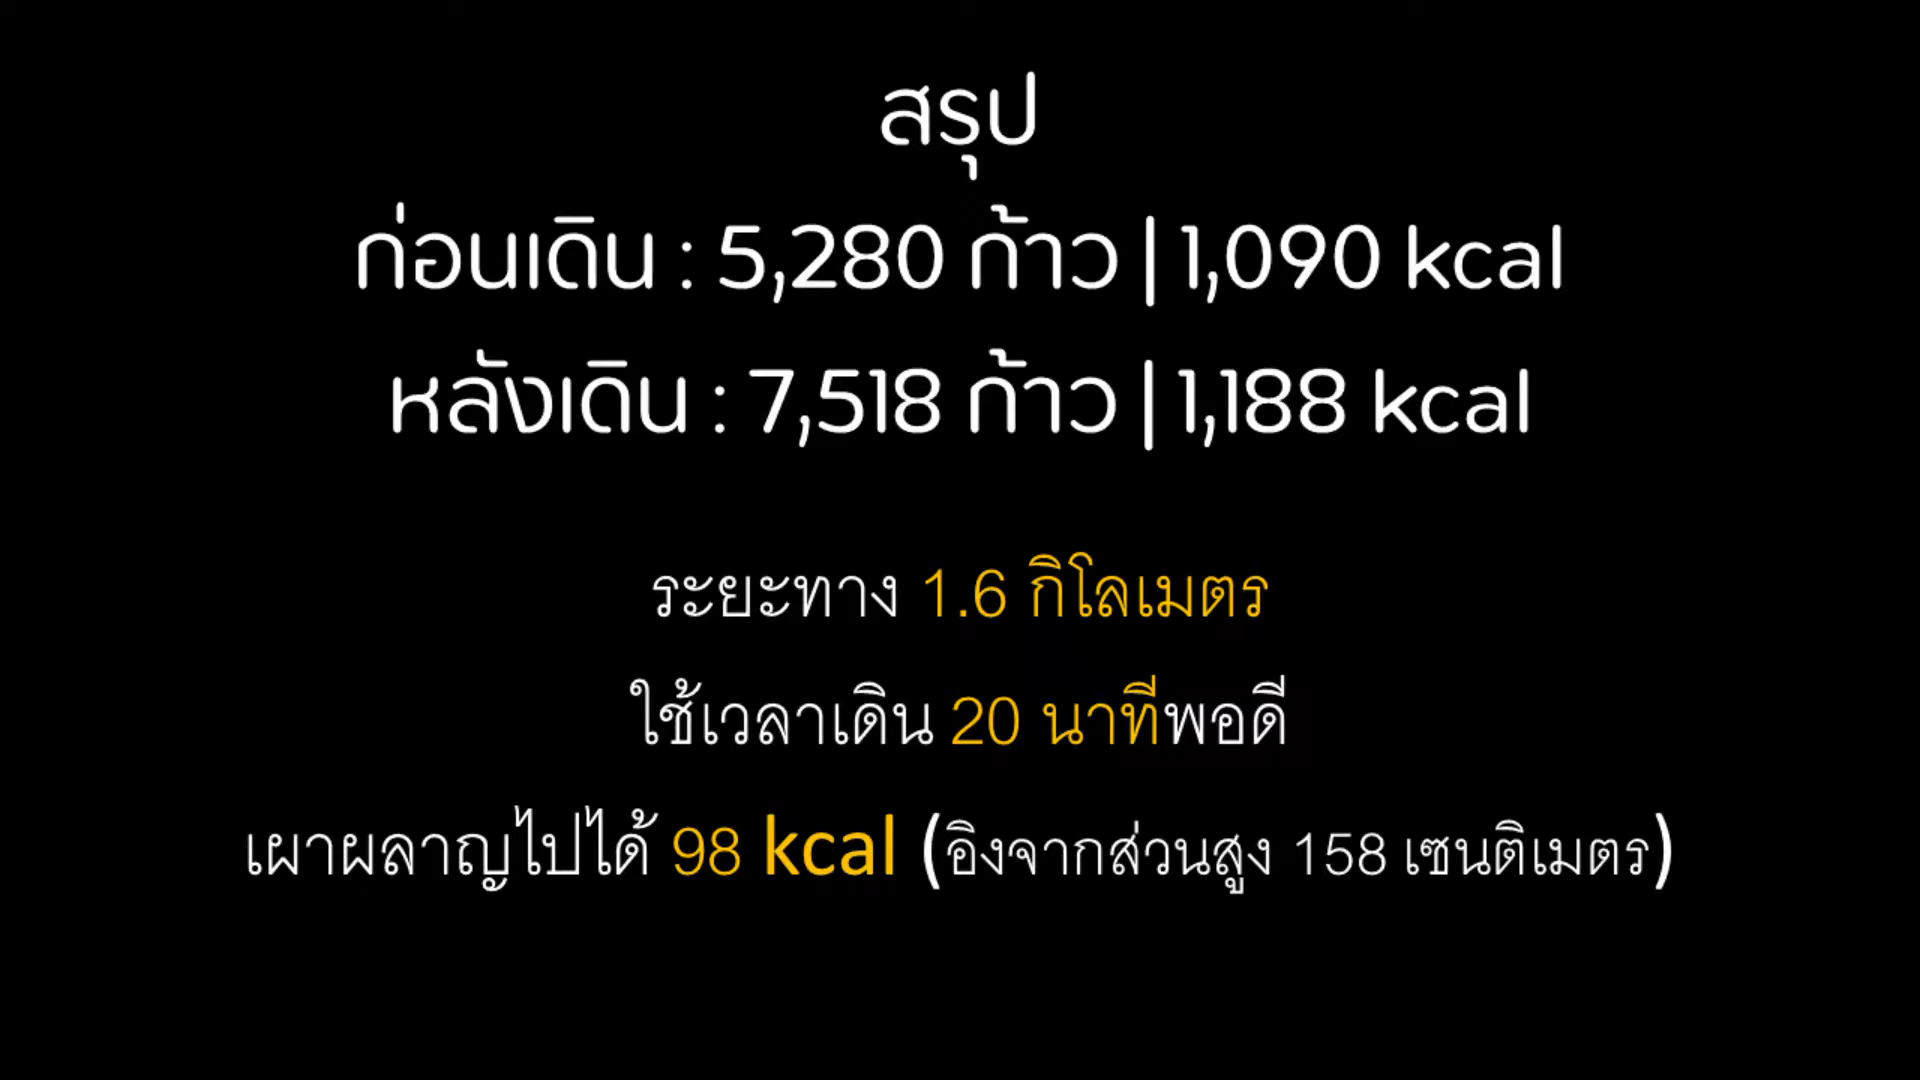 สรุป
ก่อนเดิน : 5,280 ก้าว | 1,090 kcal
หลังเดิน : 7,518 ก้าว | 1,188 kcal
ระยะทาง 1.6 กิโลเมตร
ใช้เวลาเดิน 20 นาทีพอดี
เผาผลาญไปได้ 98 kcal (อิงจากส่วนสูง 158 เซนติเมตร)